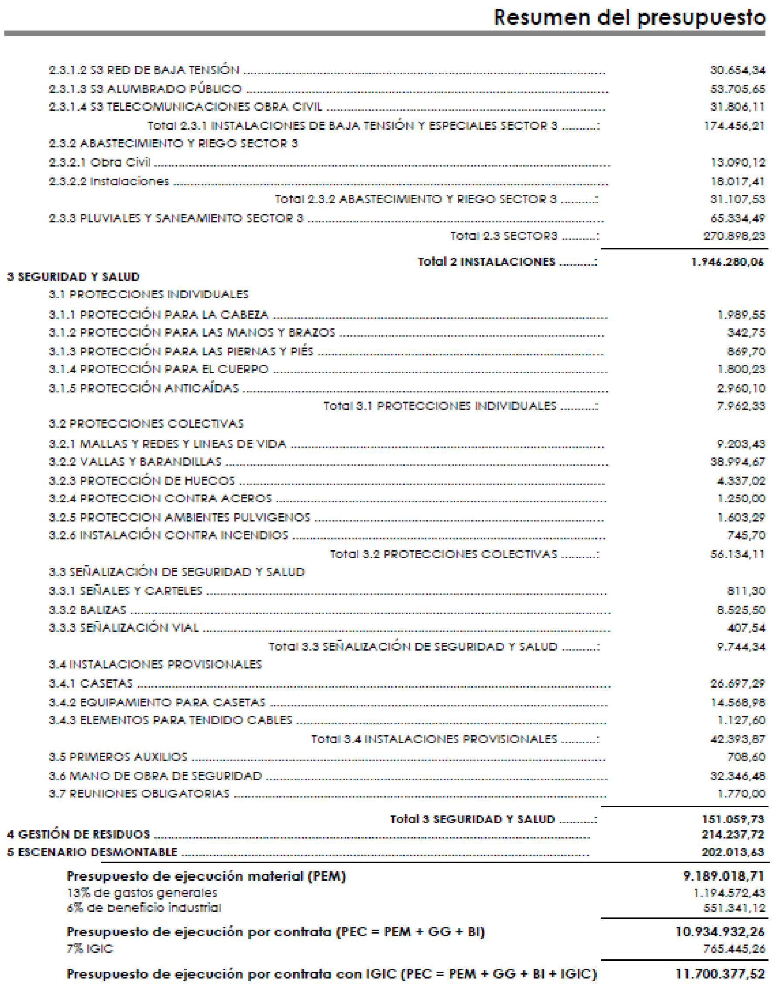 Resumen del presupuesto
2.3.1.2 S3 RED DE BAJA TENSIÓN ........ 30.654,34
2.3.1.3 S3 ALUMBRADO PÚBLICO ........ 53.705,65
2.3.1.4 S3 TELECOMUNICACIONES OBRA CIVIL ........ 31.806,11
Total 2.3.1 INSTALACIONES DE BAJA TENSIÓN Y ESPECIALES SECTOR 3 ........: 174.456,21
2.3.2 ABASTECIMIENTO Y RIEGO SECTOR 3
2.3.2.1 Obra Civil ........ 13.090,12
2.3.2.2 Instalaciones ........ 18.017,41
Total 2.3.2 ABASTECIMIENTO Y RIEGO SECTOR 3 ........: 31.107,53
2.3.3 PLUVIALES Y SANEAMIENTO SECTOR 3 ........ 65.334,49
Total 2.3 SECTOR3 ........: 270.898,23
Total 2 INSTALACIONES ........: 1.946.280,06
3 SEGURIDAD Y SALUD
3.1 PROTECCIONES INDIVIDUALES
3.1.1 PROTECCIÓN PARA LA CABEZA ........ 1.989,55
3.1.2 PROTECCIÓN PARA LAS MANOS Y BRAZOS ........ 342,75
3.1.3 PROTECCIÓN PARA LAS PIERNAS Y PIÉS ........ 869,70
3.1.4 PROTECCIÓN PARA EL CUERPO ........ 1.800,23
3.1.5 PROTECCIÓN ANTICAÍDAS ........ 2.960,10
Total 3.1 PROTECCIONES INDIVIDUALES ........: 7.962,33
3.2 PROTECCIONES COLECTIVAS
3.2.1 MALLAS Y REDES Y LINEAS DE VIDA ........ 9.203,43
3.2.2 VALLAS Y BARANDILLAS ........ 38.994,67
3.2.3 PROTECCIÓN DE HUECOS ........ 4.337,02
3.2.4 PROTECCION CONTRA ACEROS ........ 1.250,00
3.2.5 PROTECCION AMBIENTES PULVIGENOS ........ 1.603,29
3.2.6 INSTALACIÓN CONTRA INCENDIOS ........ 745,70
Total 3.2 PROTECCIONES COLECTIVAS ........: 56.134,11
3.3 SEÑALIZACIÓN DE SEGURIDAD Y SALUD
3.3.1 SEÑALES Y CARTELES ........ 811,30
3.3.2 BALIZAS ........ 8.525,50
3.3.3 SEÑALIZACIÓN VIAL ........ 407,54
Total 3.3 SEÑALIZACIÓN DE SEGURIDAD Y SALUD ........: 9.744,34
3.4 INSTALACIONES PROVISIONALES
3.4.1 CASETAS ........ 26.697,29
3.4.2 EQUIPAMIENTO PARA CASETAS ........ 14.568,98
3.4.3 ELEMENTOS PARA TENDIDO CABLES ........ 1.127,60
Total 3.4 INSTALACIONES PROVISIONALES ........: 42.393,87
3.5 PRIMEROS AUXILIOS ........ 708,60
3.6 MANO DE OBRA DE SEGURIDAD ........ 32.346,48
3.7 REUNIONES OBLIGATORIAS ........ 1.770,00
Total 3 SEGURIDAD Y SALUD ........: 151.059,73
4 GESTIÓN DE RESIDUOS ........ 214.237,72
5 ESCENARIO DESMONTABLE ........ 202.013,63
Presupuesto de ejecución material (PEM) 9.189.018,71
13% de gastos generales 1.194.572,43
6% de beneficio industrial 551.341,12
Presupuesto de ejecución por contrata (PEC = PEM + GG + BI) 10.934.932,26
7% IGIC 765.445,26
Presupuesto de ejecución por contrata con IGIC (PEC = PEM + GG + BI + IGIC) 11.700.377,52